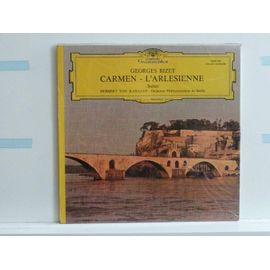 Deutsche
Grammophon
GEORGES BIZET
CARMEN - L'ARLESIENNE
Suites
HERBERT VON KARAJAN · Orchestre Philharmonique de Berlin